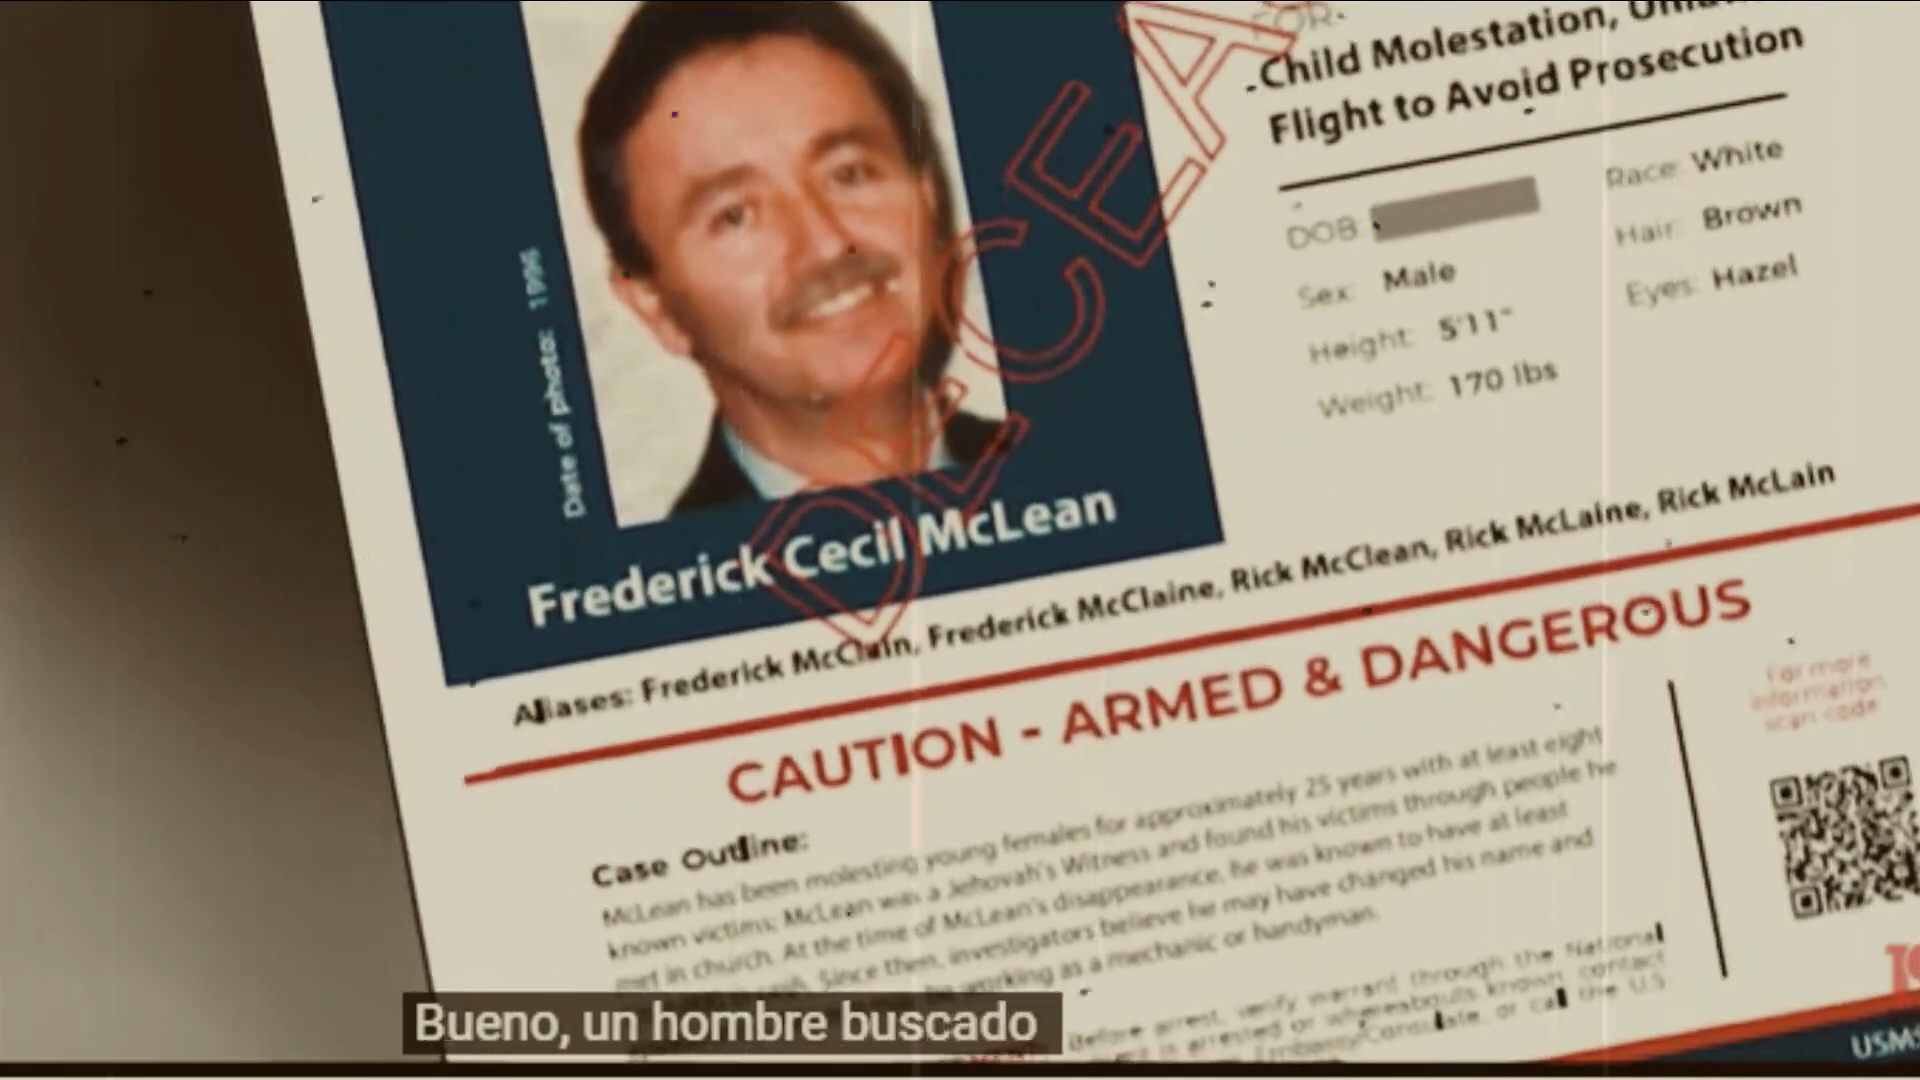 FOR:
Child Molestation,
Flight to Avoid Prosecution
DOB:
Race: White
Sex: Male
Hair: Brown
Height: 5'11"
Eyes: Hazel
Weight: 170 lbs
Date of photo: 1996
DECEA
Frederick Cecil McLean
Aliases: Frederick McClain, Frederick McClaine, Rick McClean, Rick McLaine, Rick McLain
CAUTION - ARMED & DANGEROUS
For more
information
scan code
Case Outline:
McLean has been molesting young females for approximately 25 years with at least eight
known victims; McLean was a Jehovah's Witness and found his victims through people he
met in church. At the time of McLean's disappearance, he was known to have at least
cash. Since then, investigators believe he may have changed his name and
be working as a mechanic or handyman.
Before arrest, verify warrant through the National
is arrested or whereabouts known, contact
Embassy/Consulate, or call the U.S.
USMS
Bueno, un hombre buscado